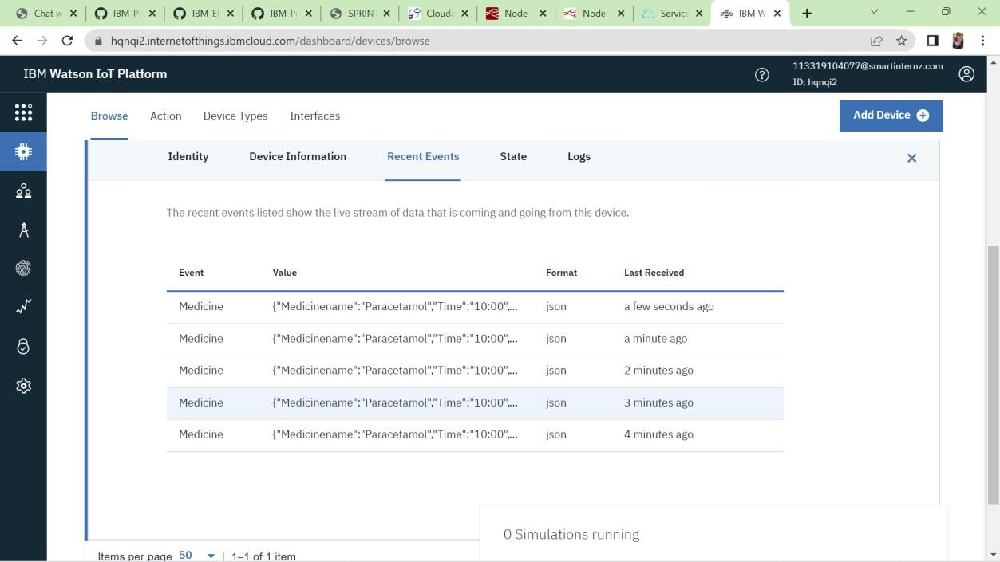 Chat w
IBM-Pr
IBM-EP
IBM-Pr
SPRIN
Clouda
Node-
Node-
Service
IBM W
hqnqi2.internetofthings.ibmcloud.com/dashboard/devices/browse
IBM Watson IoT Platform
113319104077@smartinternz.com
ID: hqnqi2
Browse Action Device Types Interfaces
Add Device
Identity Device Information Recent Events State Logs
The recent events listed show the live stream of data that is coming and going from this device.
Event Value Format Last Received
Medicine {"Medicinename":"Paracetamol","Time":"10:00",... json a few seconds ago
Medicine {"Medicinename":"Paracetamol","Time":"10:00",... json a minute ago
Medicine {"Medicinename":"Paracetamol","Time":"10:00",... json 2 minutes ago
Medicine {"Medicinename":"Paracetamol","Time":"10:00",... json 3 minutes ago
Medicine {"Medicinename":"Paracetamol","Time":"10:00",... json 4 minutes ago
0 Simulations running
Items per page 50 | 1–1 of 1 item